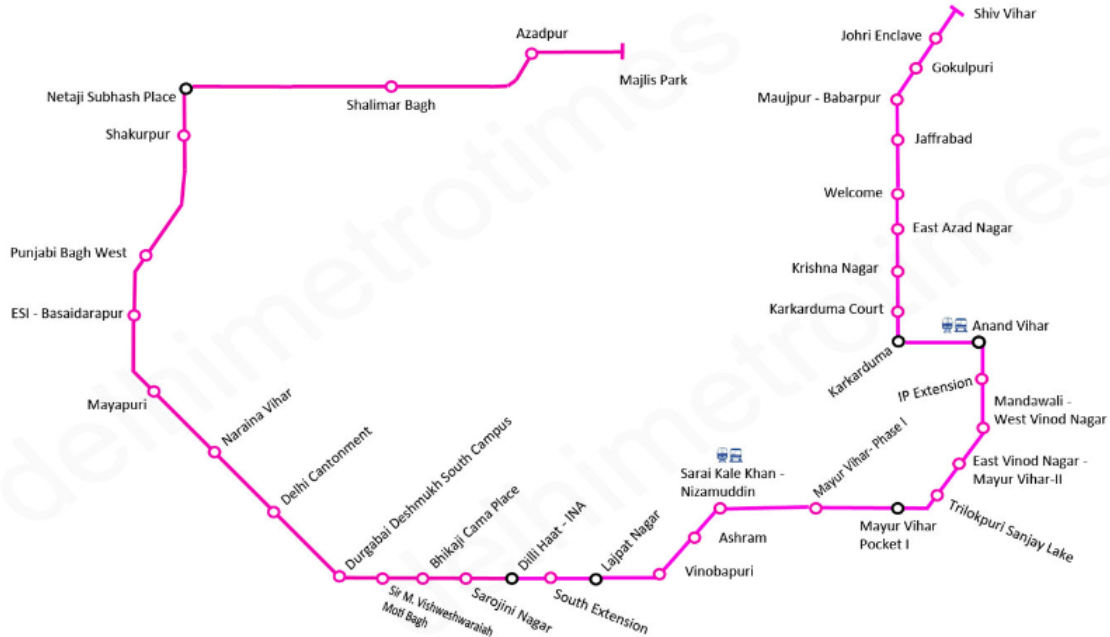 Azadpur
Majlis Park
Shalimar Bagh
Netaji Subhash Place
Shakurpur
Punjabi Bagh West
ESI - Basaidarapur
Mayapuri
Naraina Vihar
Delhi Cantonment
Durgabai Deshmukh South Campus
Sir M. Vishweshwaraiah
Moti Bagh
Bhikaji Cama Place
Sarojini Nagar
Dilli Haat - INA
South Extension
Lajpat Nagar
Vinobapuri
Ashram
Sarai Kale Khan -
Nizamuddin
Mayur Vihar- Phase I
Mayur Vihar
Pocket I
Trilokpuri Sanjay Lake
East Vinod Nagar -
Mayur Vihar-II
Mandawali -
West Vinod Nagar
IP Extension
Anand Vihar
Karkarduma
Karkarduma Court
Krishna Nagar
East Azad Nagar
Welcome
Jaffrabad
Maujpur - Babarpur
Gokulpuri
Johri Enclave
Shiv Vihar
delhimetrotimes
delhimetrotimes